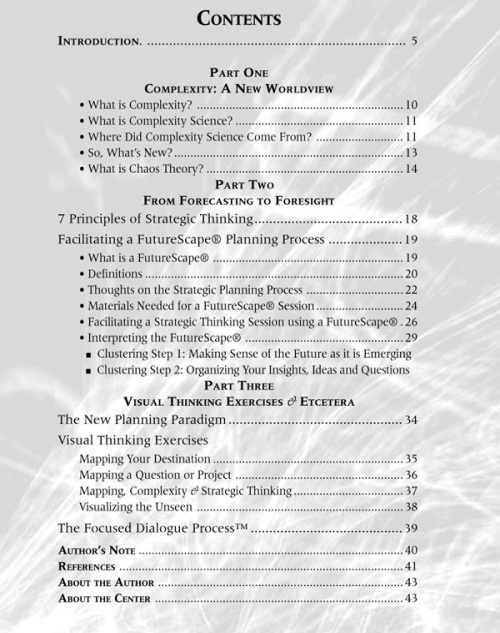 CONTENTS
INTRODUCTION. ........................................................................ 5
PART ONE
COMPLEXITY: A NEW WORLDVIEW
• What is Complexity? .......................................................... 10
• What is Complexity Science? ............................................... 11
• Where Did Complexity Science Come From? ........................ 11
• So, What's New? ................................................................ 13
• What is Chaos Theory? ....................................................... 14
PART TWO
FROM FORECASTING TO FORESIGHT
7 Principles of Strategic Thinking ...................................... 18
Facilitating a FutureScape® Planning Process ................... 19
• What is a FutureScape® ..................................................... 19
• Definitions ........................................................................ 20
• Thoughts on the Strategic Planning Process ........................... 22
• Materials Needed for a FutureScape® Session ........................ 24
• Facilitating a Strategic Thinking Session using a FutureScape® . 26
• Interpreting the FutureScape® ............................................ 29
■ Clustering Step 1: Making Sense of the Future as it is Emerging
■ Clustering Step 2: Organizing Your Insights, Ideas and Questions
PART THREE
VISUAL THINKING EXERCISES & ETCETERA
The New Planning Paradigm ............................................. 34
Visual Thinking Exercises
Mapping Your Destination ..................................................... 35
Mapping a Question or Project ............................................... 36
Mapping, Complexity & Strategic Thinking ............................... 37
Visualizing the Unseen .......................................................... 38
The Focused Dialogue Process™ ....................................... 39
AUTHOR'S NOTE ......................................................................... 40
REFERENCES .............................................................................. 41
ABOUT THE AUTHOR .................................................................... 43
ABOUT THE CENTER ..................................................................... 43